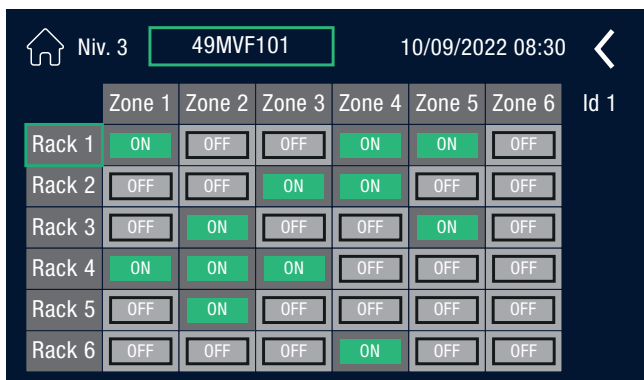 Niv. 3 49MVF101 10/09/2022 08:30
Zone 1 Zone 2 Zone 3 Zone 4 Zone 5 Zone 6 Id 1
Rack 1 ON OFF OFF ON ON OFF
Rack 2 OFF OFF ON ON OFF OFF
Rack 3 OFF ON OFF OFF ON OFF
Rack 4 ON ON ON OFF OFF OFF
Rack 5 OFF ON OFF OFF OFF OFF
Rack 6 OFF OFF OFF ON OFF OFF